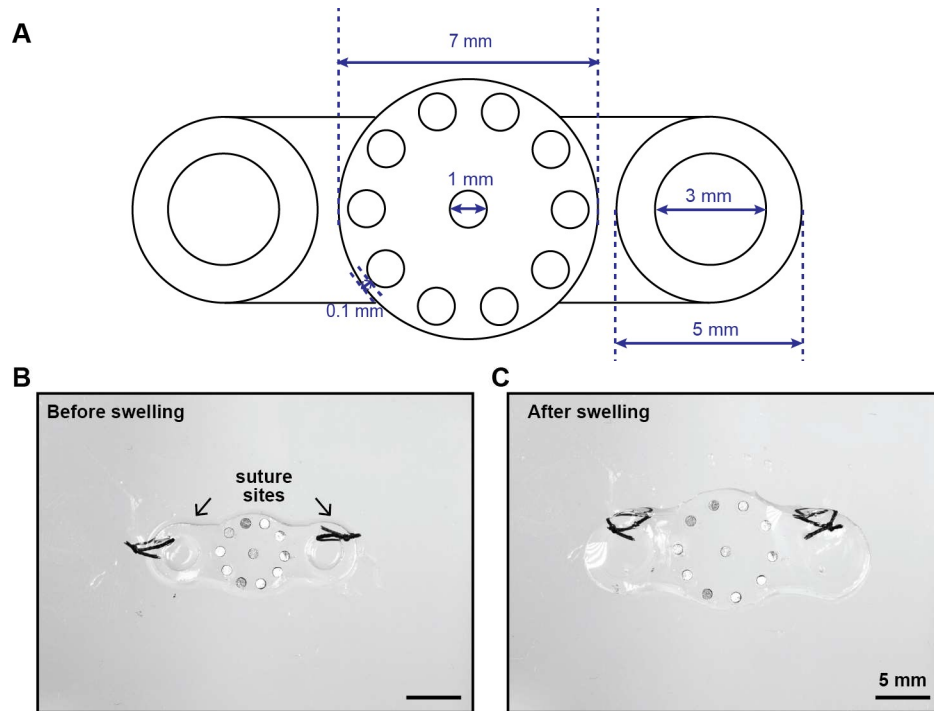 A
7 mm
1 mm
3 mm
0.1 mm
5 mm
B
Before swelling
suture
sites
C
After swelling
5 mm